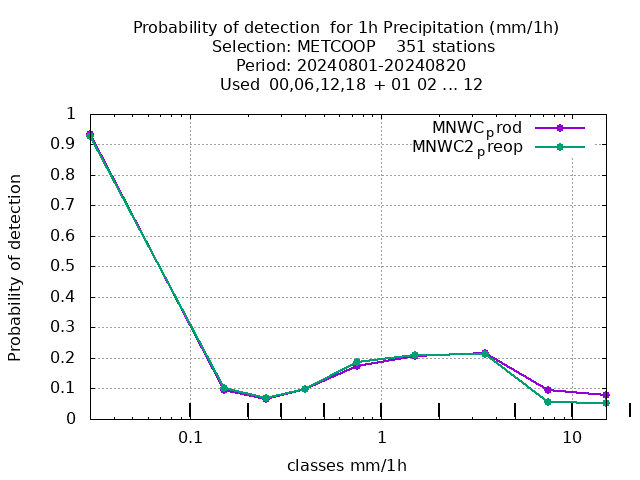 Probability of detection  for 1h Precipitation (mm/1h)
Selection: METCOOP    351 stations
Period: 20240801-20240820
Used  00,06,12,18  + 01 02 ... 12
MNWCprod
MNWC2preop
Probability of detection
1
0.9
0.8
0.7
0.6
0.5
0.4
0.3
0.2
0.1
0
0.1 1 10
classes mm/1h